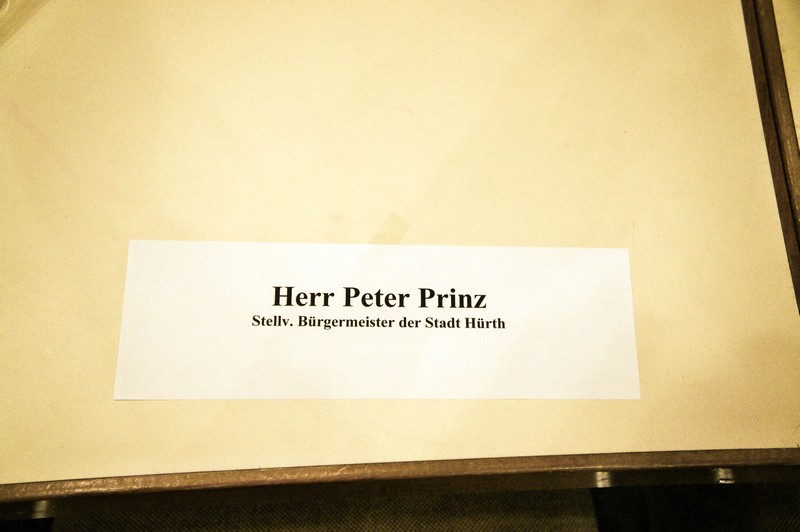 Herr Peter Prinz
Stellv. Bürgermeister der Stadt Hürth